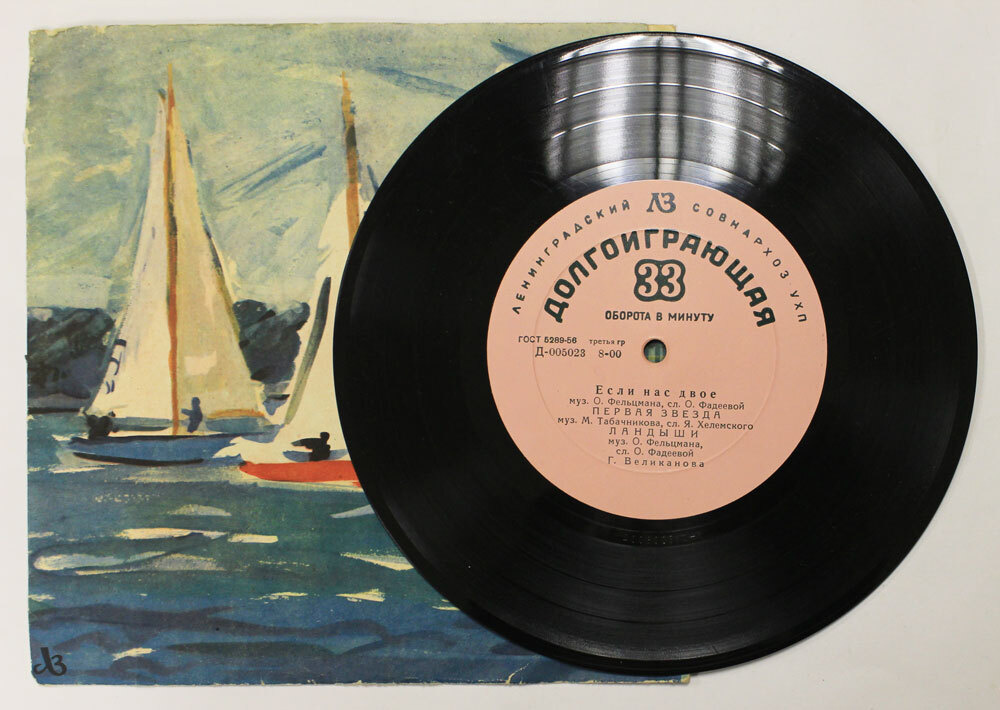 ЛЕНИНГРАДСКИЙ ЛЗ СОВНАРХОЗ УХП
ДОЛГОИГРАЮЩАЯ
33
ОБОРОТА В МИНУТУ
ГОСТ 5289-56 третья гр
Д-005023 8-00
Если нас двое
муз. О. Фельцмана, сл. О. Фадеевой
ПЕРВАЯ ЗВЕЗДА
муз. М. Табачникова, сл. Я. Хелемского
ЛАНДЫШИ
муз. О. Фельцмана,
сл. О. Фадеевой
Г. Великанова
ЛЗ